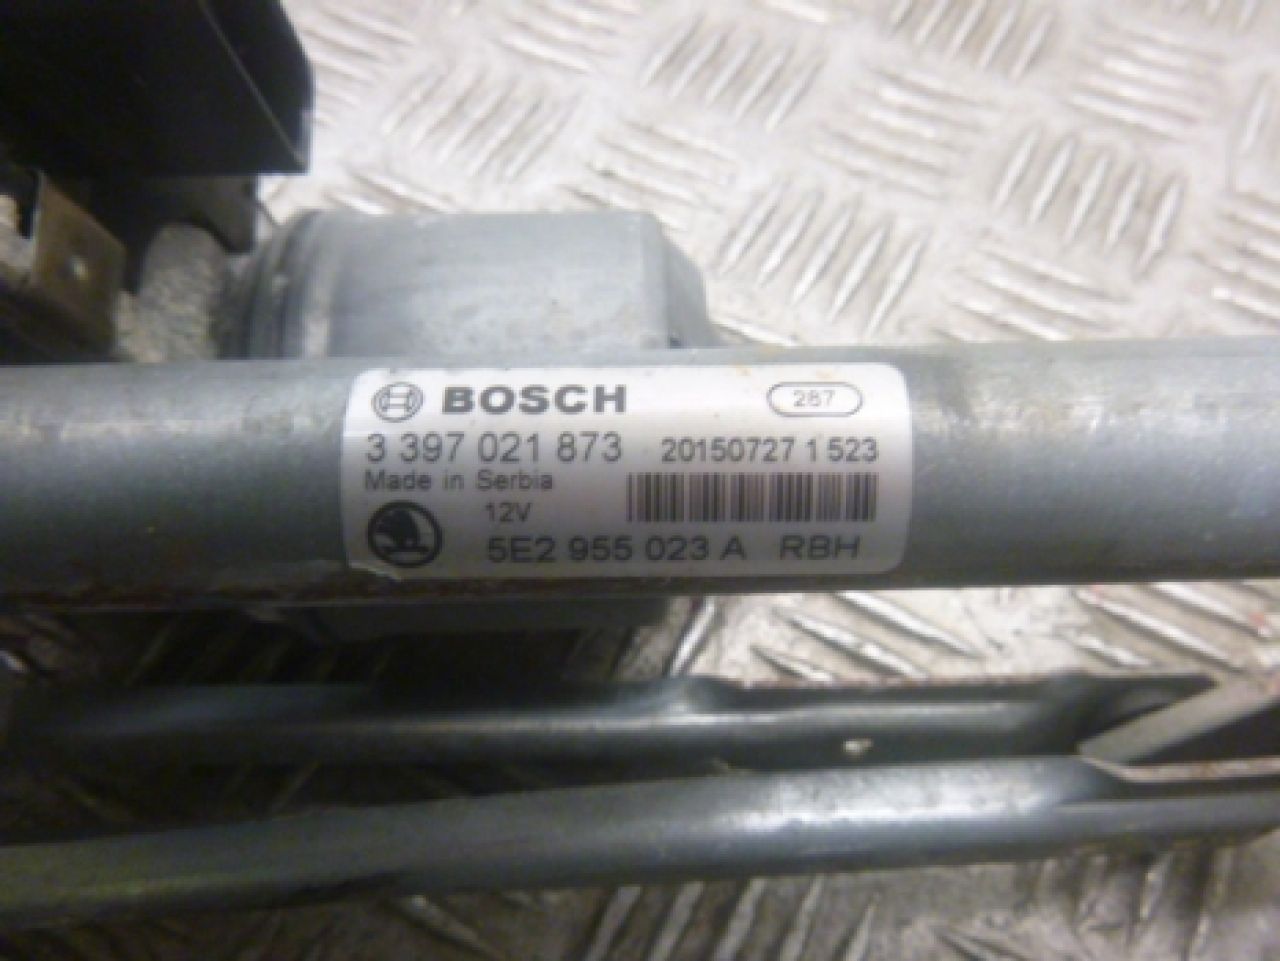 BOSCH 287
3 397 021 873 20150727 1 523
Made in Serbia
12V
5E2 955 023 A RBH